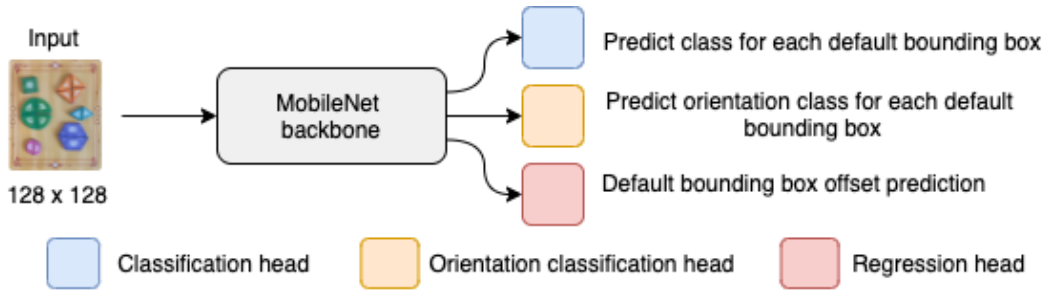 Input
128 x 128
MobileNet
backbone
Predict class for each default bounding box
Predict orientation class for each default
bounding box
Default bounding box offset prediction
Classification head
Orientation classification head
Regression head